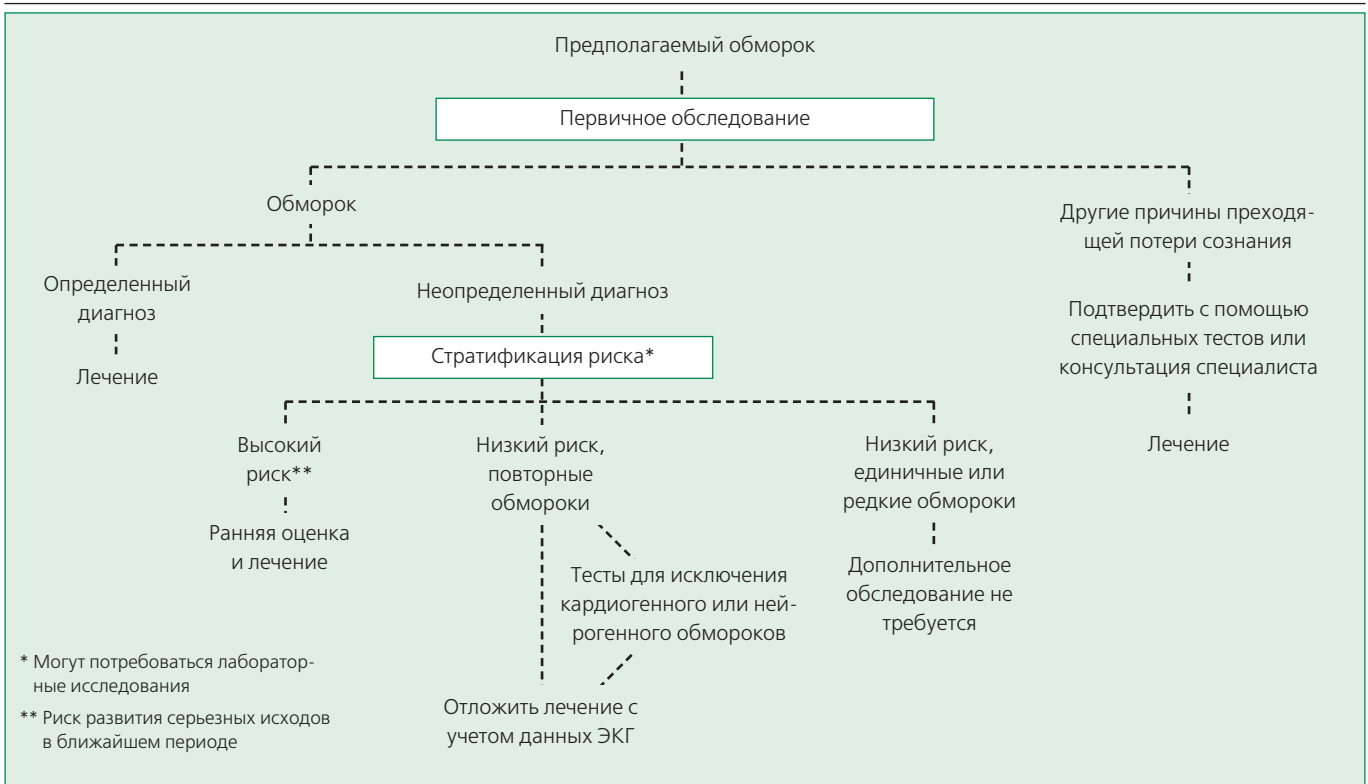 Предполагаемый обморок
Первичное обследование
Обморок
Другие причины преходя-
щей потери сознания
Определенный
диагноз
Неопределенный диагноз
Подтвердить с помощью
специальных тестов или
консультация специалиста
Стратификация риска*
Лечение
Высокий
риск**
Низкий риск,
повторные
обмороки
Низкий риск,
единичные или
редкие обмороки
Лечение
Ранняя оценка
и лечение
Тесты для исключения
кардиогенного или ней-
рогенного обмороков
Дополнительное
обследование не
требуется
* Могут потребоваться лаборатор-
ные исследования
** Риск развития серьезных исходов
в ближайшем периоде
Отложить лечение с
учетом данных ЭКГ